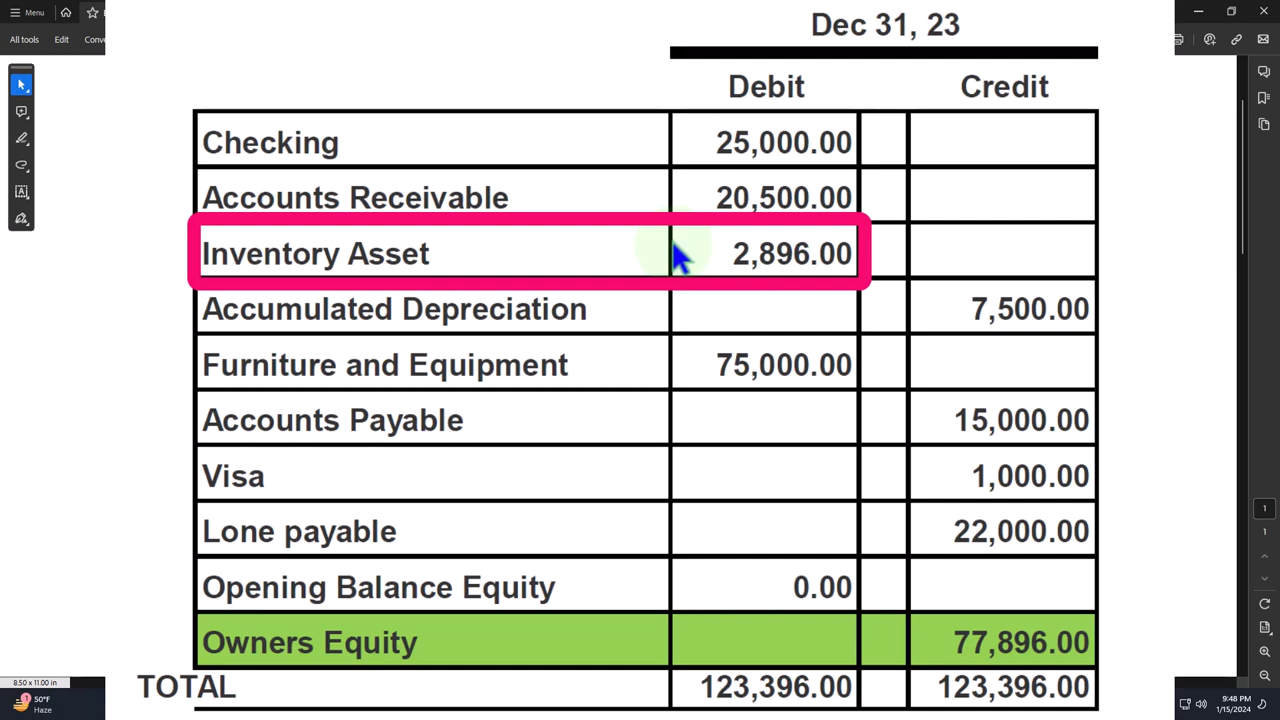 Menu
All tools Edit Conv
Dec 31, 23
Debit Credit
Checking 25,000.00
Accounts Receivable 20,500.00
Inventory Asset 2,896.00
Accumulated Depreciation 7,500.00
Furniture and Equipment 75,000.00
Accounts Payable 15,000.00
Visa 1,000.00
Lone payable 22,000.00
Opening Balance Equity 0.00
Owners Equity 77,896.00
TOTAL 123,396.00 123,396.00
1
1
8.50 x 11.00 in
1
50°F
Haze
9:48 PM
1/15/2024